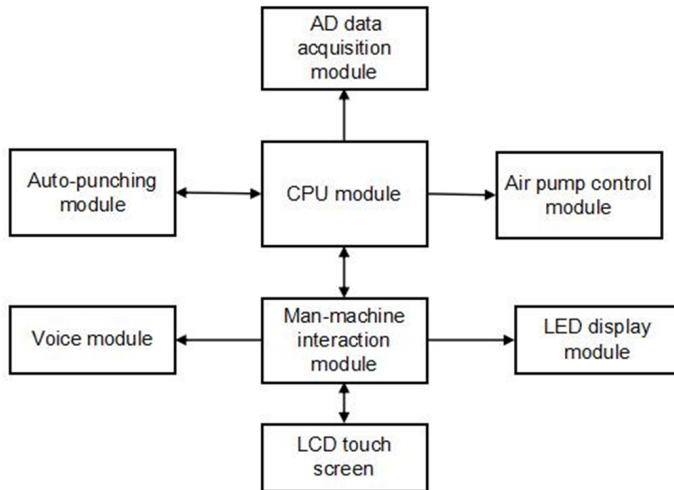 AD data
acquisition
module
Auto-punching
module
CPU module
Air pump control
module
Voice module
Man-machine
interaction
module
LED display
module
LCD touch
screen